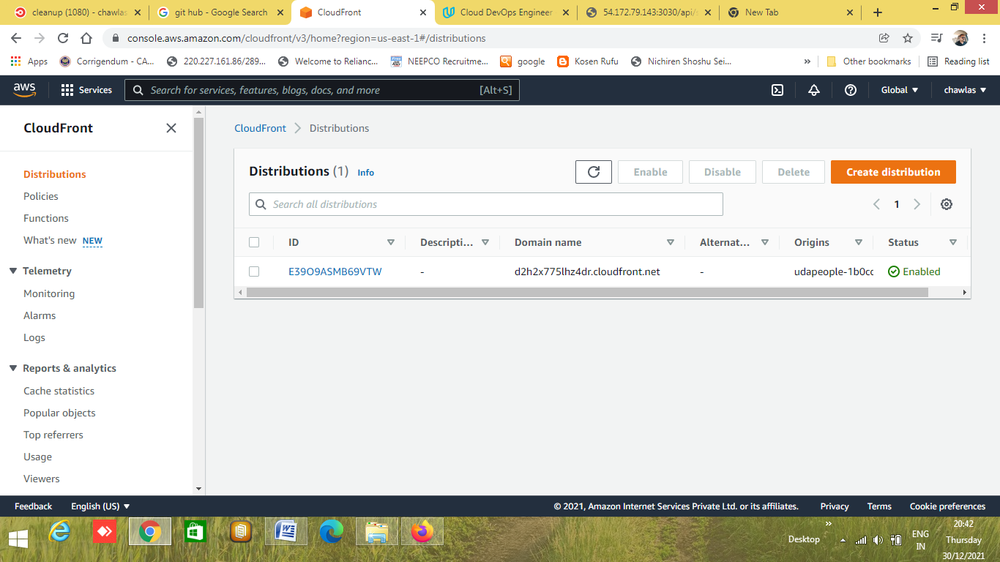 cleanup (1080) - chawlas
git hub - Google Search
CloudFront
Cloud DevOps Engineer
54.172.79.143:3030/api/s
New Tab
console.aws.amazon.com/cloudfront/v3/home?region=us-east-1#/distributions
Apps
Corrigendum - CA...
220.227.161.86/289...
Welcome to Relianc...
NEEPCO Recruitme...
google
Kosen Rufu
Nichiren Shoshu Sei...
»
Other bookmarks
Reading list
aws
Services
Search for services, features, blogs, docs, and more
[Alt+S]
Global
chawlas
CloudFront
Distributions
Policies
Functions
What's new NEW
Telemetry
Monitoring
Alarms
Logs
Reports & analytics
Cache statistics
Popular objects
Top referrers
Usage
Viewers
CloudFront > Distributions
Distributions (1) Info
Enable
Disable
Delete
Create distribution
Search all distributions
1
ID
Descripti...
Domain name
Alternat...
Origins
Status
E39O9ASMB69VTW
-
d2h2x775lhz4dr.cloudfront.net
-
udapeople-1b0cc
Enabled
Feedback
English (US)
© 2021, Amazon Internet Services Private Ltd. or its affiliates.
Privacy
Terms
Cookie preferences
Desktop
»
ENG
IN
20:42
Thursday
30/12/2021